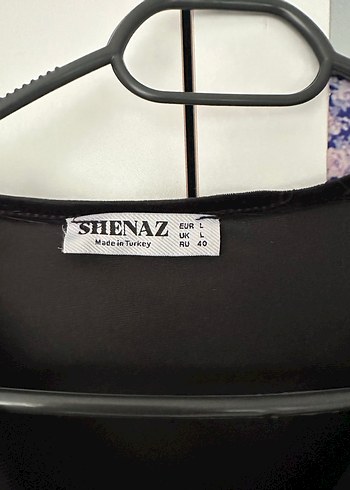 SHENAZ
Made in Turkey
EUR L
UK L
RU 40